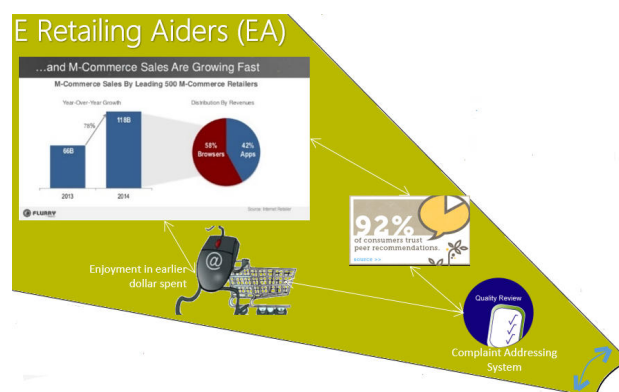 E Retailing Aiders (EA)
...and M-Commerce Sales Are Growing Fast
M-Commerce Sales By Leading 500 M-Commerce Retailers
Year-Over-Year Growth
Distribution By Revenues
78%
66B
118B
2013
2014
58%
Browsers
42%
Apps
FLURRY
Source: Internet Retailer
92%
of consumers trust
peer recommendations.
source >>
@
Enjoyment in earlier
dollar spent
Quality Review
Complaint Addressing
System